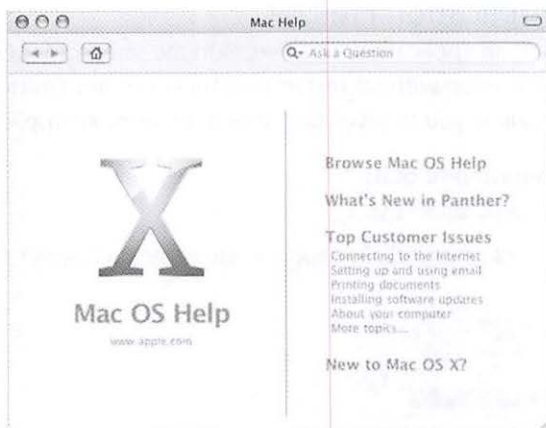 Mac Help
Ask a Question
X
Mac OS Help
www.apple.com
Browse Mac OS Help
What's New in Panther?
Top Customer Issues
Connecting to the Internet
Setting up and using email
Printing documents
Installing software updates
About your computer
More topics...
New to Mac OS X?